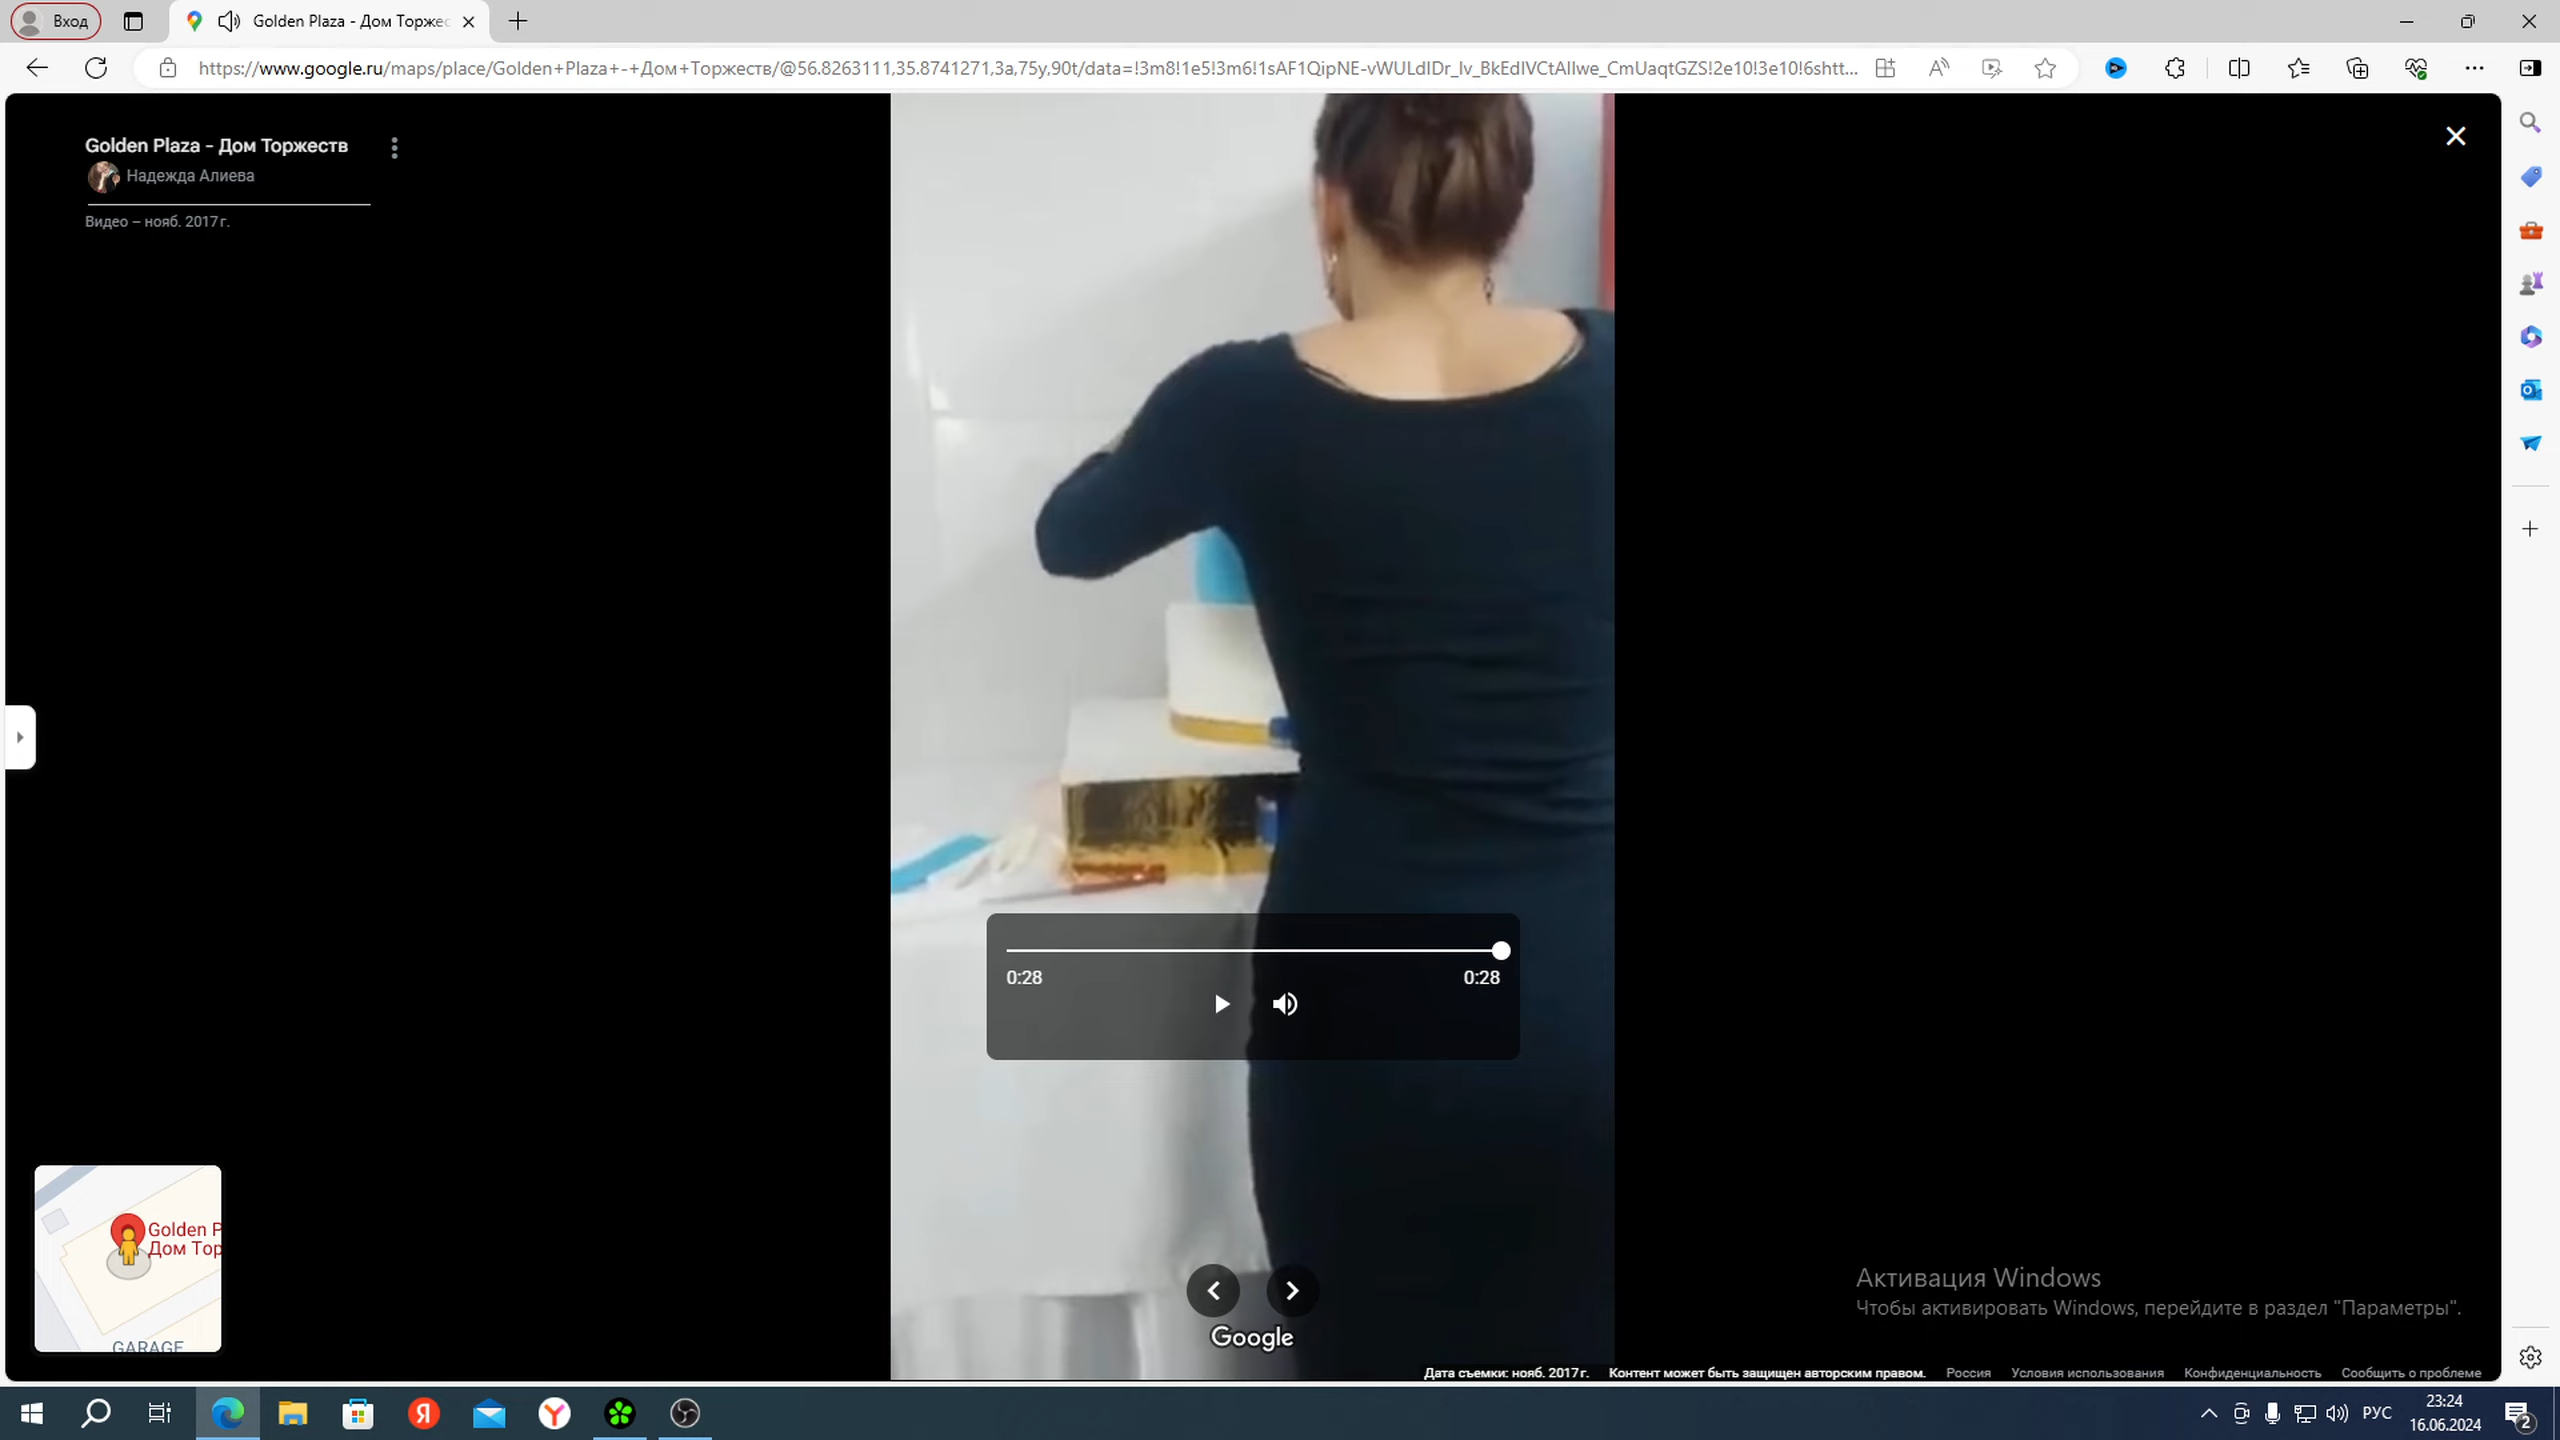 Вход
Golden Plaza - Дом Торжес
https://www.google.ru/maps/place/Golden+Plaza+-+Дом+Торжеств/@56.8263111,35.8741271,3a,75y,90t/data=!3m8!1e5!3m6!1sAF1QipNE-vWULdIDr_lv_BkEdIVCtAIlwe_CmUaqtGZS!2e10!3e10!6shtt...
Golden Plaza - Дом Торжеств
Надежда Алиева
Видео – нояб. 2017 г.
0:28
0:28
Golden P
Дом Тор
GARAGE
Google
Активация Windows
Чтобы активировать Windows, перейдите в раздел "Параметры".
Дата съемки: нояб. 2017 г. Контент может быть защищен авторским правом. Россия Условия использования Конфиденциальность Сообщить о проблеме
РУС
23:24
16.06.2024
2